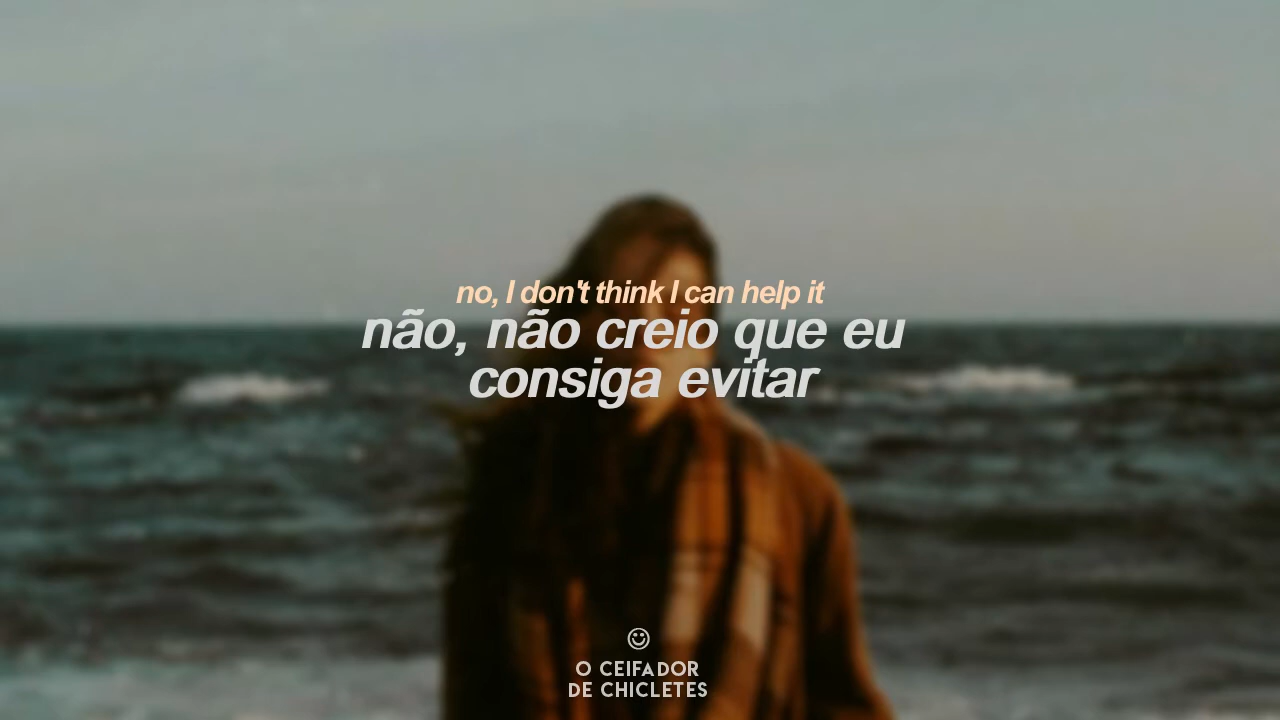 no, I don't think I can help it
não, não creio que eu
consiga evitar
O CEIFADOR
DE CHICLETES